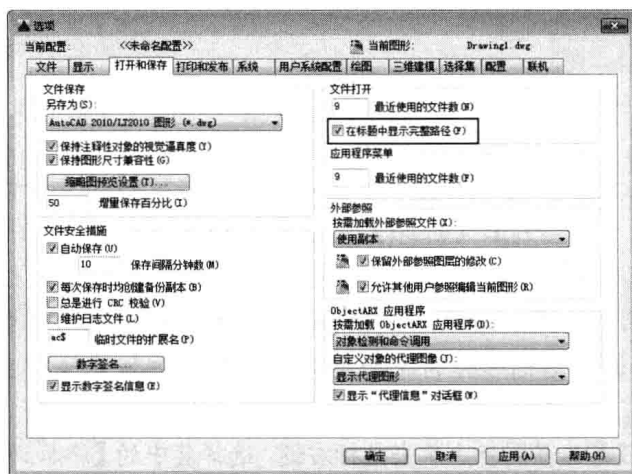 选项
当前配置: <<未命名配置>> 当前图形: Drawing1.dwg
文件 显示 打开和保存 打印和发布 系统 用户系统配置 绘图 三维建模 选择集 配置 联机
文件保存
另存为(S):
AutoCAD 2010/LT2010 图形 (*.dwg)
保持注释性对象的视觉逼真度(Y)
保持图形尺寸兼容性(G)
缩略图预览设置(T)...
50 增量保存百分比(I)
文件安全措施
自动保存(U)
10 保存间隔分钟数(M)
每次保存时均创建备份副本(B)
总是进行 CRC 校验(V)
维护日志文件(L)
ac$ 临时文件的扩展名(P)
数字签名...
显示数字签名信息(E)
文件打开
9 最近使用的文件数(N)
在标题中显示完整路径(F)
应用程序菜单
9 最近使用的文件数(F)
外部参照
按需加载外部参照文件(X):
使用副本
保留外部参照图层的修改(C)
允许其他用户参照编辑当前图形(R)
ObjectARX 应用程序
按需加载 ObjectARX 应用程序(D):
对象检测和命令调用
自定义对象的代理图像(J):
显示代理图形
显示“代理信息”对话框(W)
确定 取消 应用(A) 帮助(H)